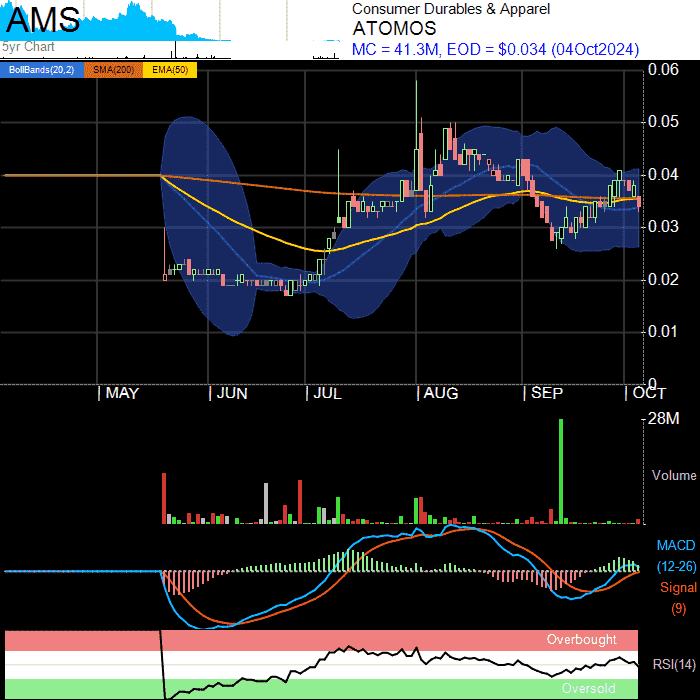 AMS
5yr Chart
Consumer Durables & Apparel
ATOMOS
MC = 41.3M, EOD = $0.034 (04Oct2024)
BollBands(20,2) SMA(200) EMA(50)
0.06
0.05
0.04
0.03
0.02
0.01
0
MAY JUN JUL AUG SEP OCT
28M
Volume
MACD
(12-26)
Signal
(9)
Overbought
RSI(14)
Oversold